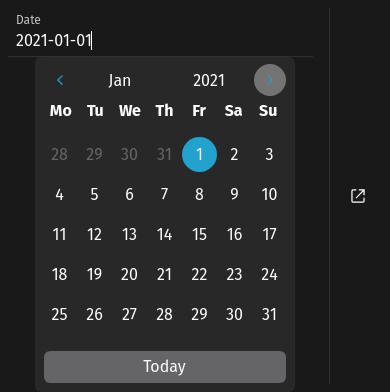 Date
2021-01-01
Jan 2021
Mo Tu We Th Fr Sa Su
28 29 30 31 1 2 3
4 5 6 7 8 9 10
11 12 13 14 15 16 17
18 19 20 21 22 23 24
25 26 27 28 29 30 31
Today